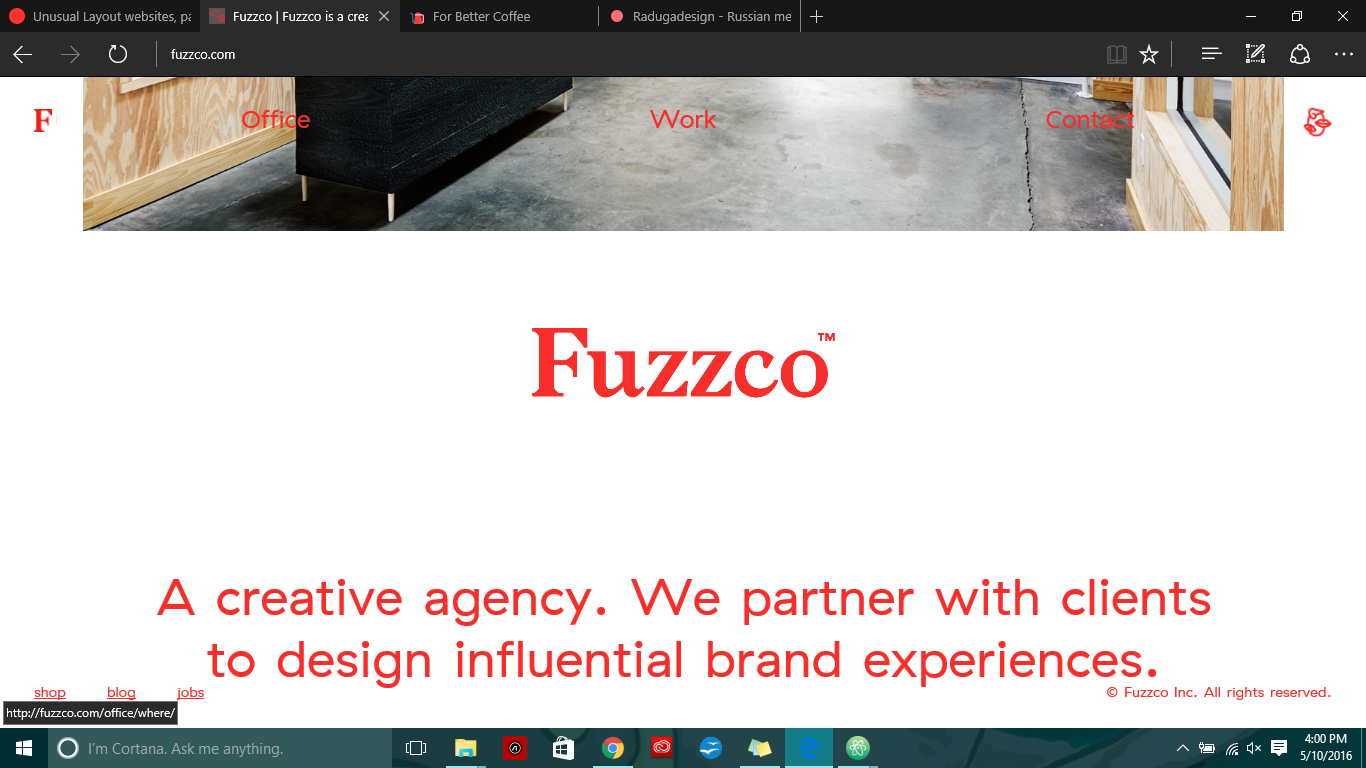 Unusual Layout websites, pa
Fuzzco | Fuzzco is a crea
For Better Coffee
Radugadesign - Russian me
fuzzco.com
F
Office
Work
Contact
Fuzzco™
A creative agency. We partner with clients
to design influential brand experiences.
shop
blog
jobs
© Fuzzco Inc. All rights reserved.
http://fuzzco.com/office/where/
I'm Cortana. Ask me anything.
4:00 PM
5/10/2016